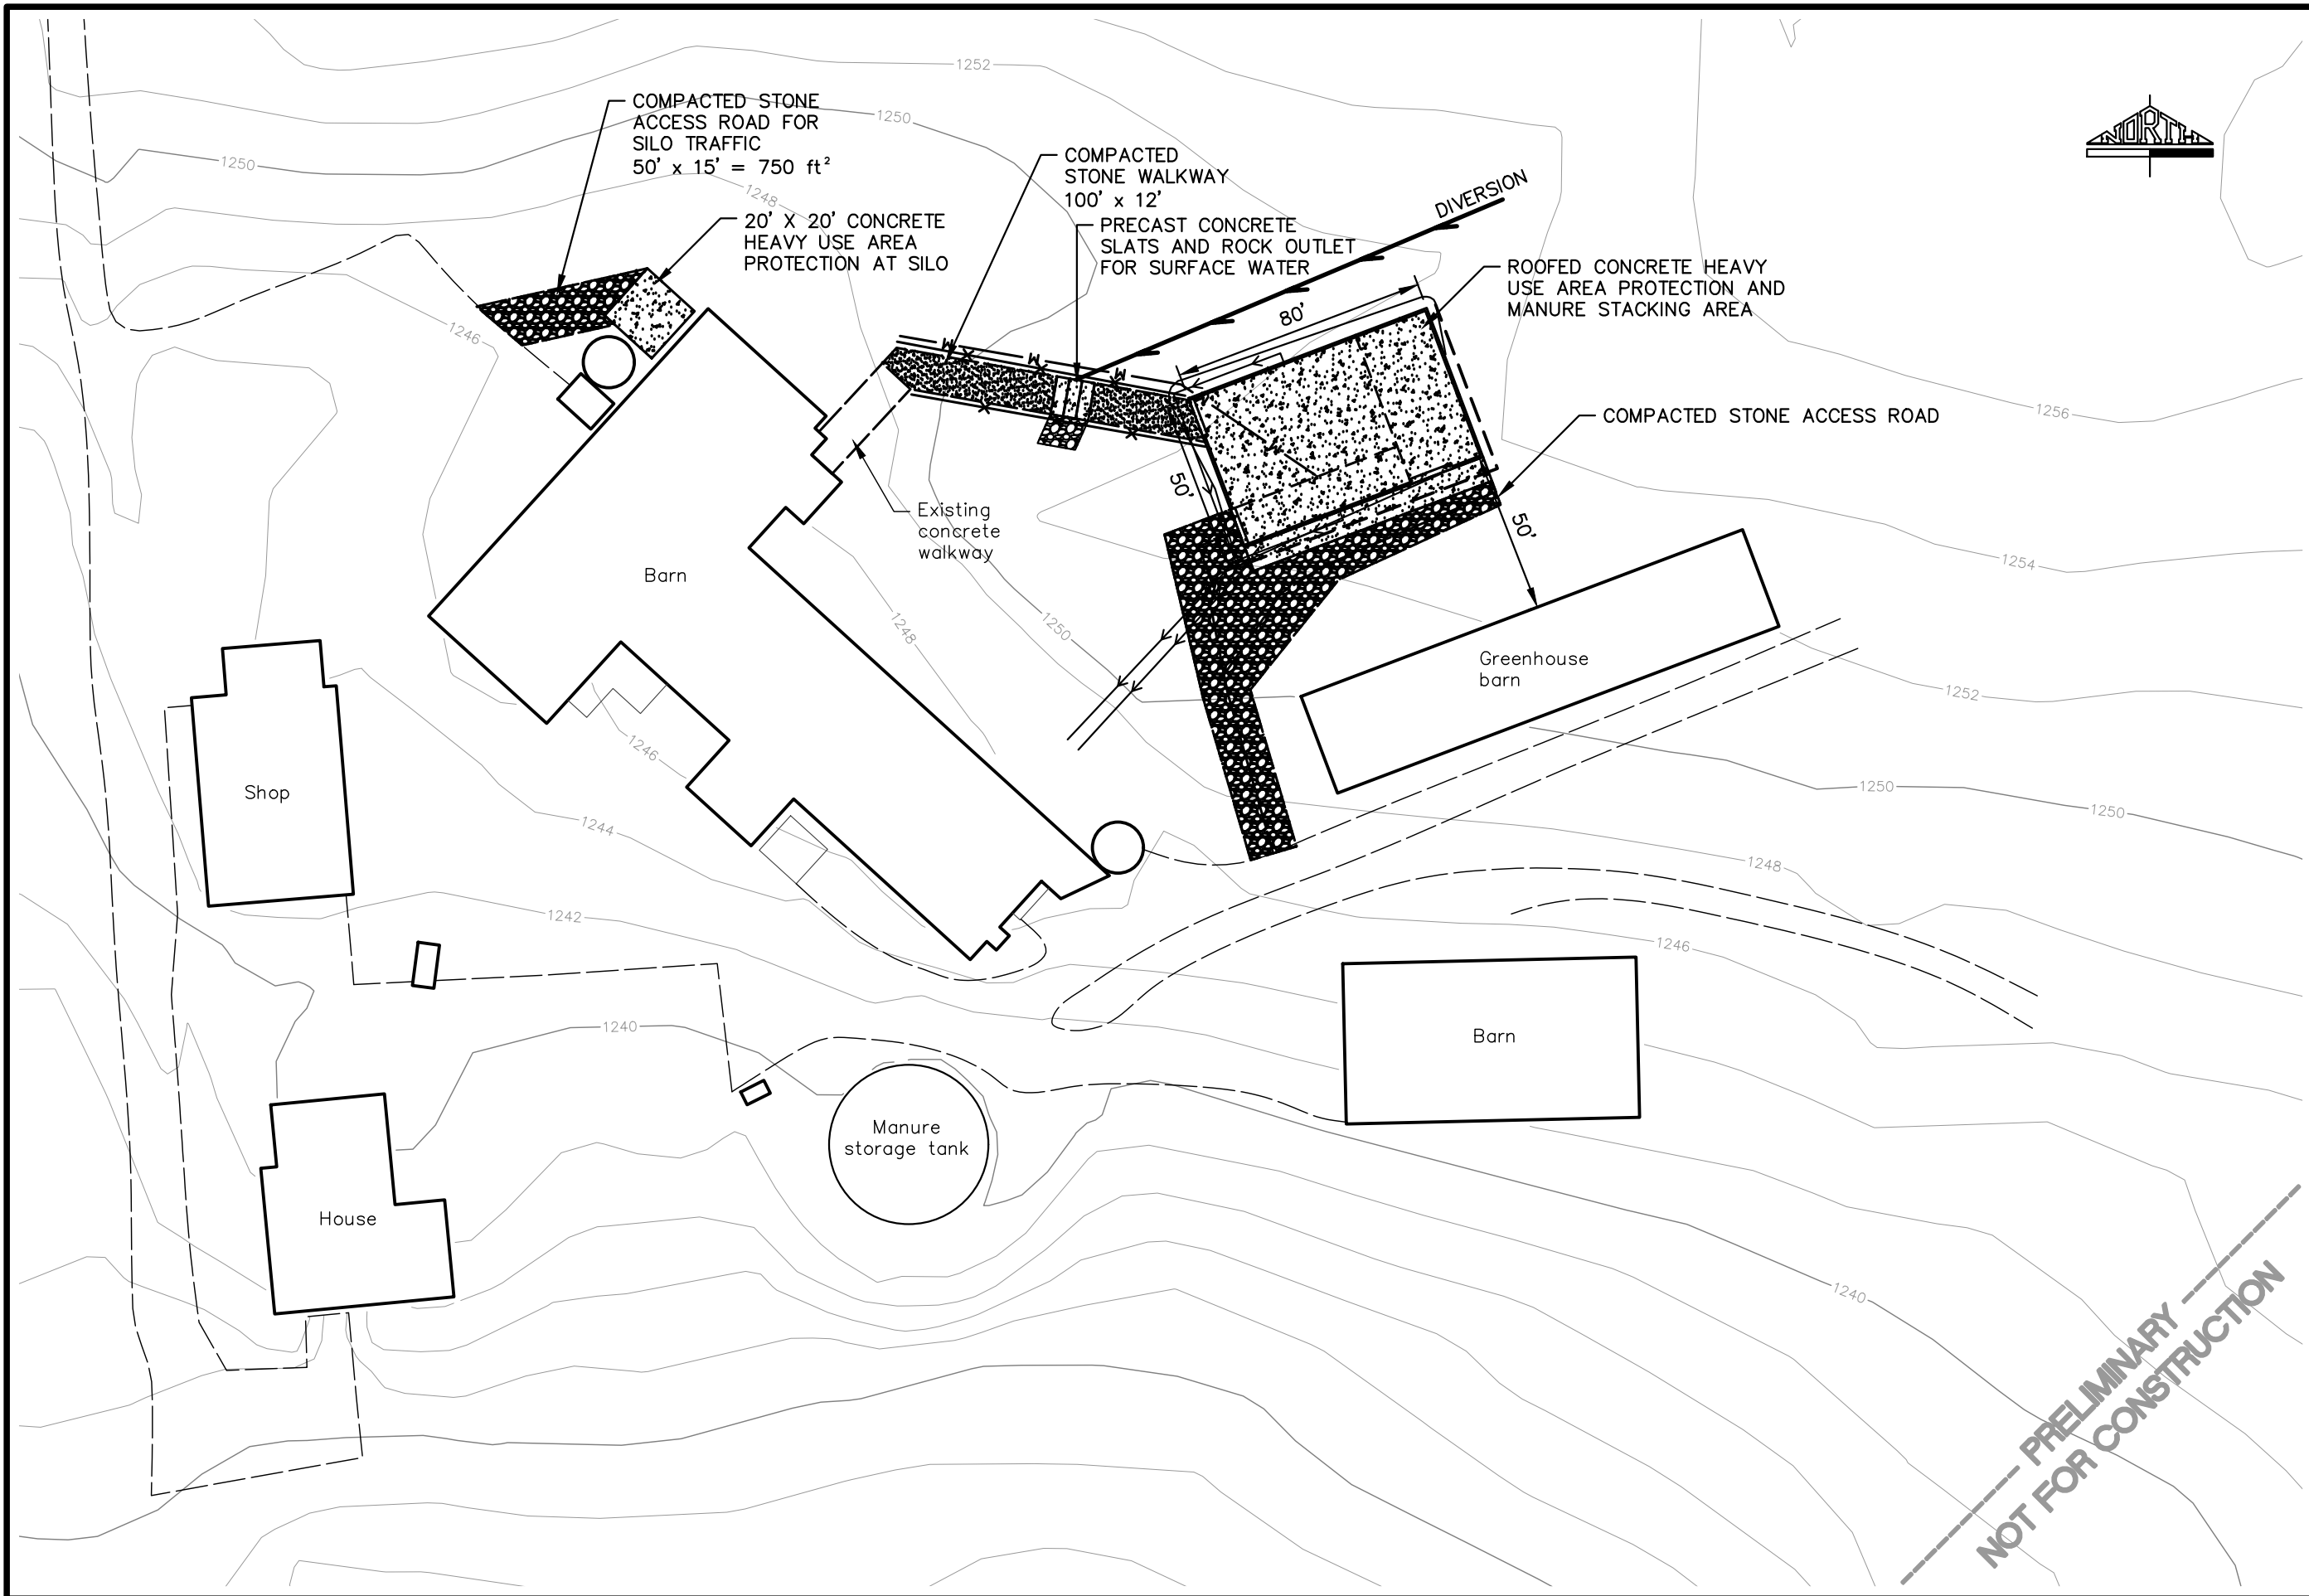 1252
COMPACTED STONE
ACCESS ROAD FOR
SILO TRAFFIC
50' x 15' = 750 ft²
1250
1250
NORTH
COMPACTED
STONE WALKWAY
100' x 12'
1248
DIVERSION
20' X 20' CONCRETE
HEAVY USE AREA
PROTECTION AT SILO
PRECAST CONCRETE
SLATS AND ROCK OUTLET
FOR SURFACE WATER
ROOFED CONCRETE HEAVY
USE AREA PROTECTION AND
MANURE STACKING AREA
80'
1246
W
W
W
1256
COMPACTED STONE ACCESS ROAD
50'
Existing
concrete
walkway
50'
1254
Barn
1248
1250
Greenhouse
barn
1252
1246
Shop
1244
1250
1250
1248
1242
1246
1240
Barn
Manure
storage tank
House
1240
PRELIMINARY
NOT FOR CONSTRUCTION